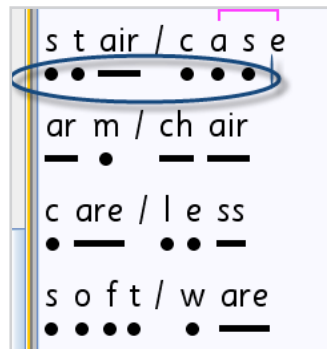 s t air / c a s e
ar m / ch air
c are / l e ss
s o f t / w are